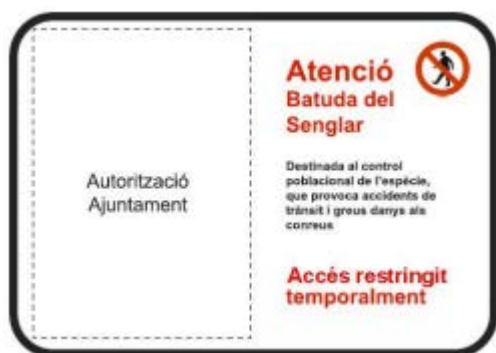 Autorització
Ajuntament
Atenció
Batuda del
Senglar
Destinada al control
poblacional de l'espècie,
que provoca accidents de
trànsit i greus danys als
conreus
Accés restringit
temporalment